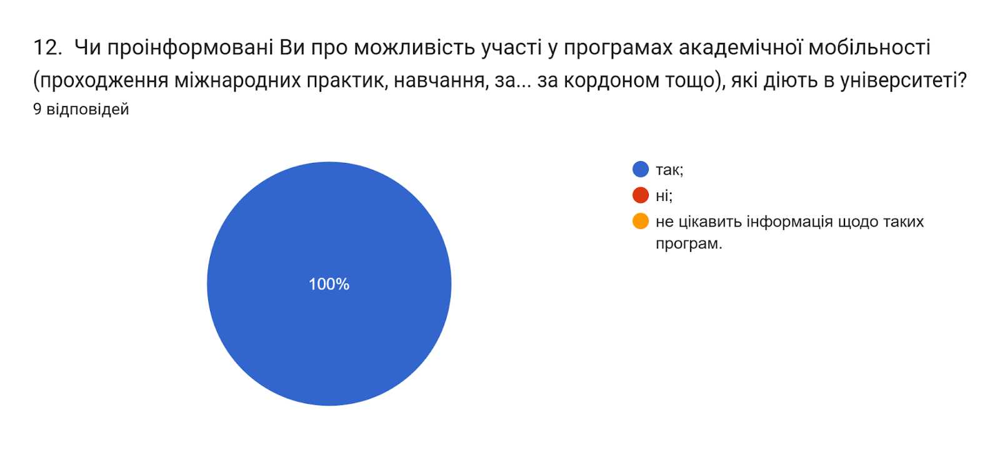 12.  Чи проінформовані Ви про можливість участі у програмах академічної мобільності
(проходження міжнародних практик, навчання, за... за кордоном тощо), які діють в університеті?
9 відповідей
так;
ні;
не цікавить інформація щодо таких
програм.
100%